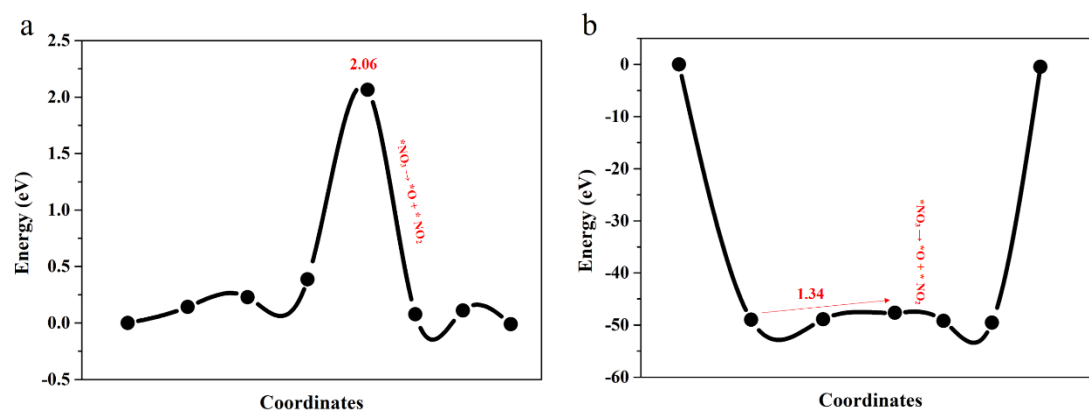 a
2.5
2.0
1.5
1.0
0.5
0.0
-0.5
Energy (eV)
Coordinates
2.06
*NO₃→*O + *NO₂
b
0
-10
-20
-30
-40
-50
-60
Energy (eV)
Coordinates
1.34
*NO₃→*O + * NO₂